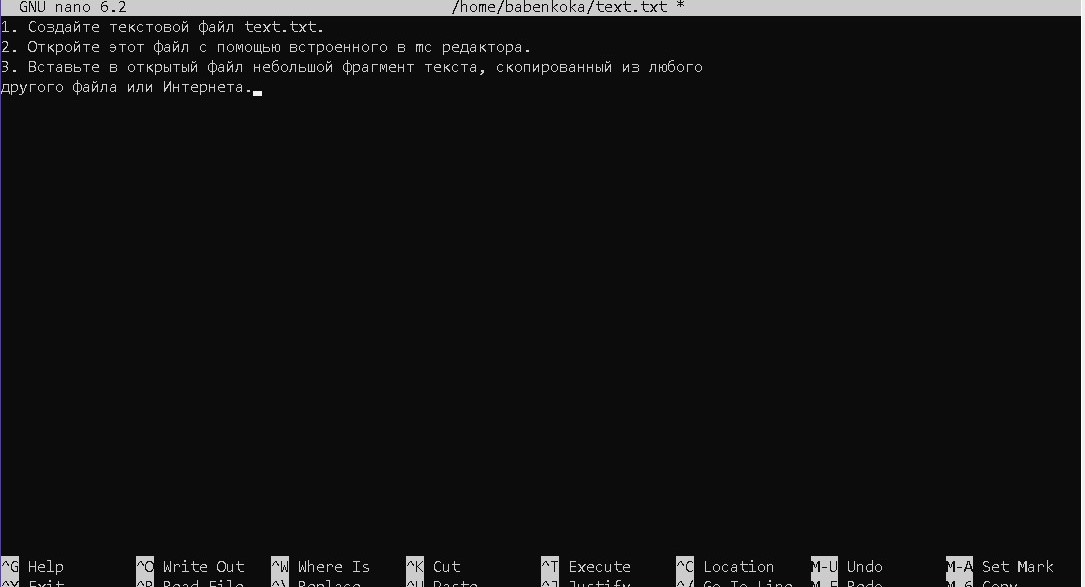 GNU nano 6.2 /home/babenkoka/text.txt *
1. Создайте текстовой файл text.txt.
2. Откройте этот файл с помощью встроенного в mc редактора.
3. Вставьте в открытый файл небольшой фрагмент текста, скопированный из любого
другого файла или Интернета.
^G Help ^O Write Out ^W Where Is ^K Cut ^T Execute ^C Location M-U Undo M-A Set Mark
^X Exit ^R Read File ^\ Replace ^U Paste ^J Justify ^/ Go To Line M-E Redo M-6 Copy